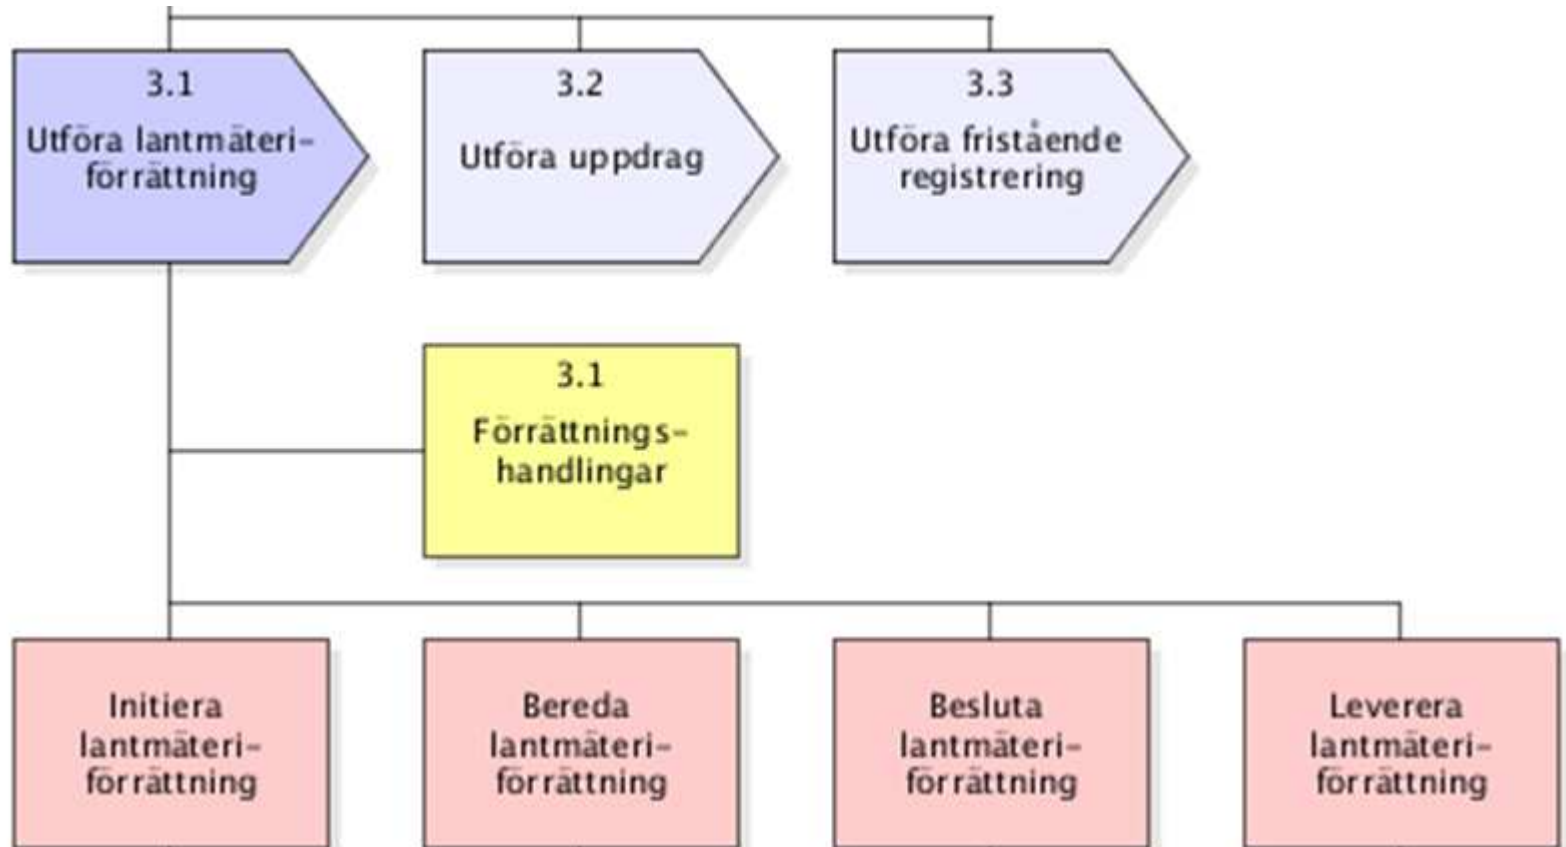 3.1
Utföra lantmäteri-
förrättning
3.2
Utföra uppdrag
3.3
Utföra fristående
registrering
3.1
Förrättnings-
handlingar
Initiera
lantmäteri-
förrättning
Bereda
lantmäteri-
förrättning
Besluta
lantmäteri-
förrättning
Leverera
lantmäteri-
förrättning